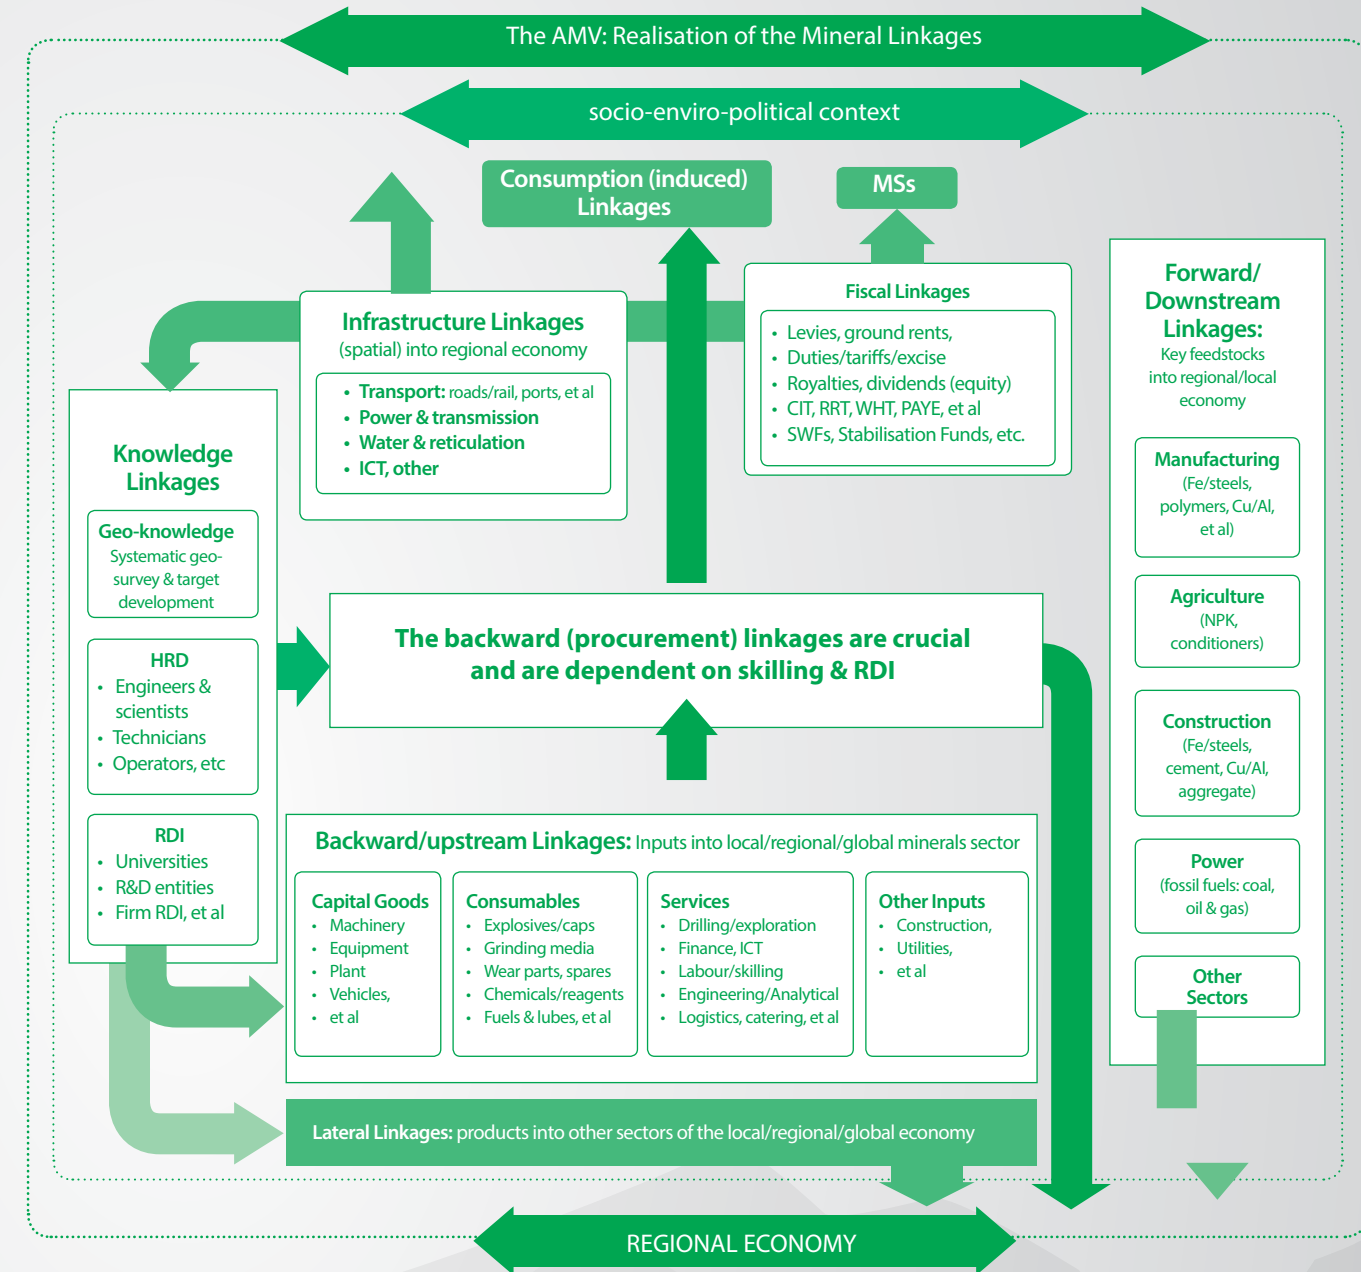 The AMV: Realisation of the Mineral Linkages
socio-enviro-political context
Consumption (induced)
Linkages
MSs
Infrastructure Linkages
(spatial) into regional economy
• Transport: roads/rail, ports, et al
• Power & transmission
• Water & reticulation
• ICT, other
Fiscal Linkages
• Levies, ground rents,
• Duties/tariffs/excise
• Royalties, dividends (equity)
• CIT, RRT, WHT, PAYE, et al
• SWFs, Stabilisation Funds, etc.
Forward/
Downstream
Linkages:
Key feedstocks
into regional/local
economy
Manufacturing
(Fe/steels,
polymers, Cu/Al,
et al)
Agriculture
(NPK,
conditioners)
Construction
(Fe/steels,
cement, Cu/Al,
aggregate)
Power
(fossil fuels: coal,
oil & gas)
Other
Sectors
Knowledge
Linkages
Geo-knowledge
Systematic geo-
survey & target
development
HRD
• Engineers &
scientists
• Technicians
• Operators, etc
RDI
• Universities
• R&D entities
• Firm RDI, et al
The backward (procurement) linkages are crucial
and are dependent on skilling & RDI
Backward/upstream Linkages: Inputs into local/regional/global minerals sector
Capital Goods
• Machinery
• Equipment
• Plant
• Vehicles,
• et al
Consumables
• Explosives/caps
• Grinding media
• Wear parts, spares
• Chemicals/reagents
• Fuels & lubes, et al
Services
• Drilling/exploration
• Finance, ICT
• Labour/skilling
• Engineering/Analytical
• Logistics, catering, et al
Other Inputs
• Construction,
• Utilities,
• et al
Lateral Linkages: products into other sectors of the local/regional/global economy
REGIONAL ECONOMY